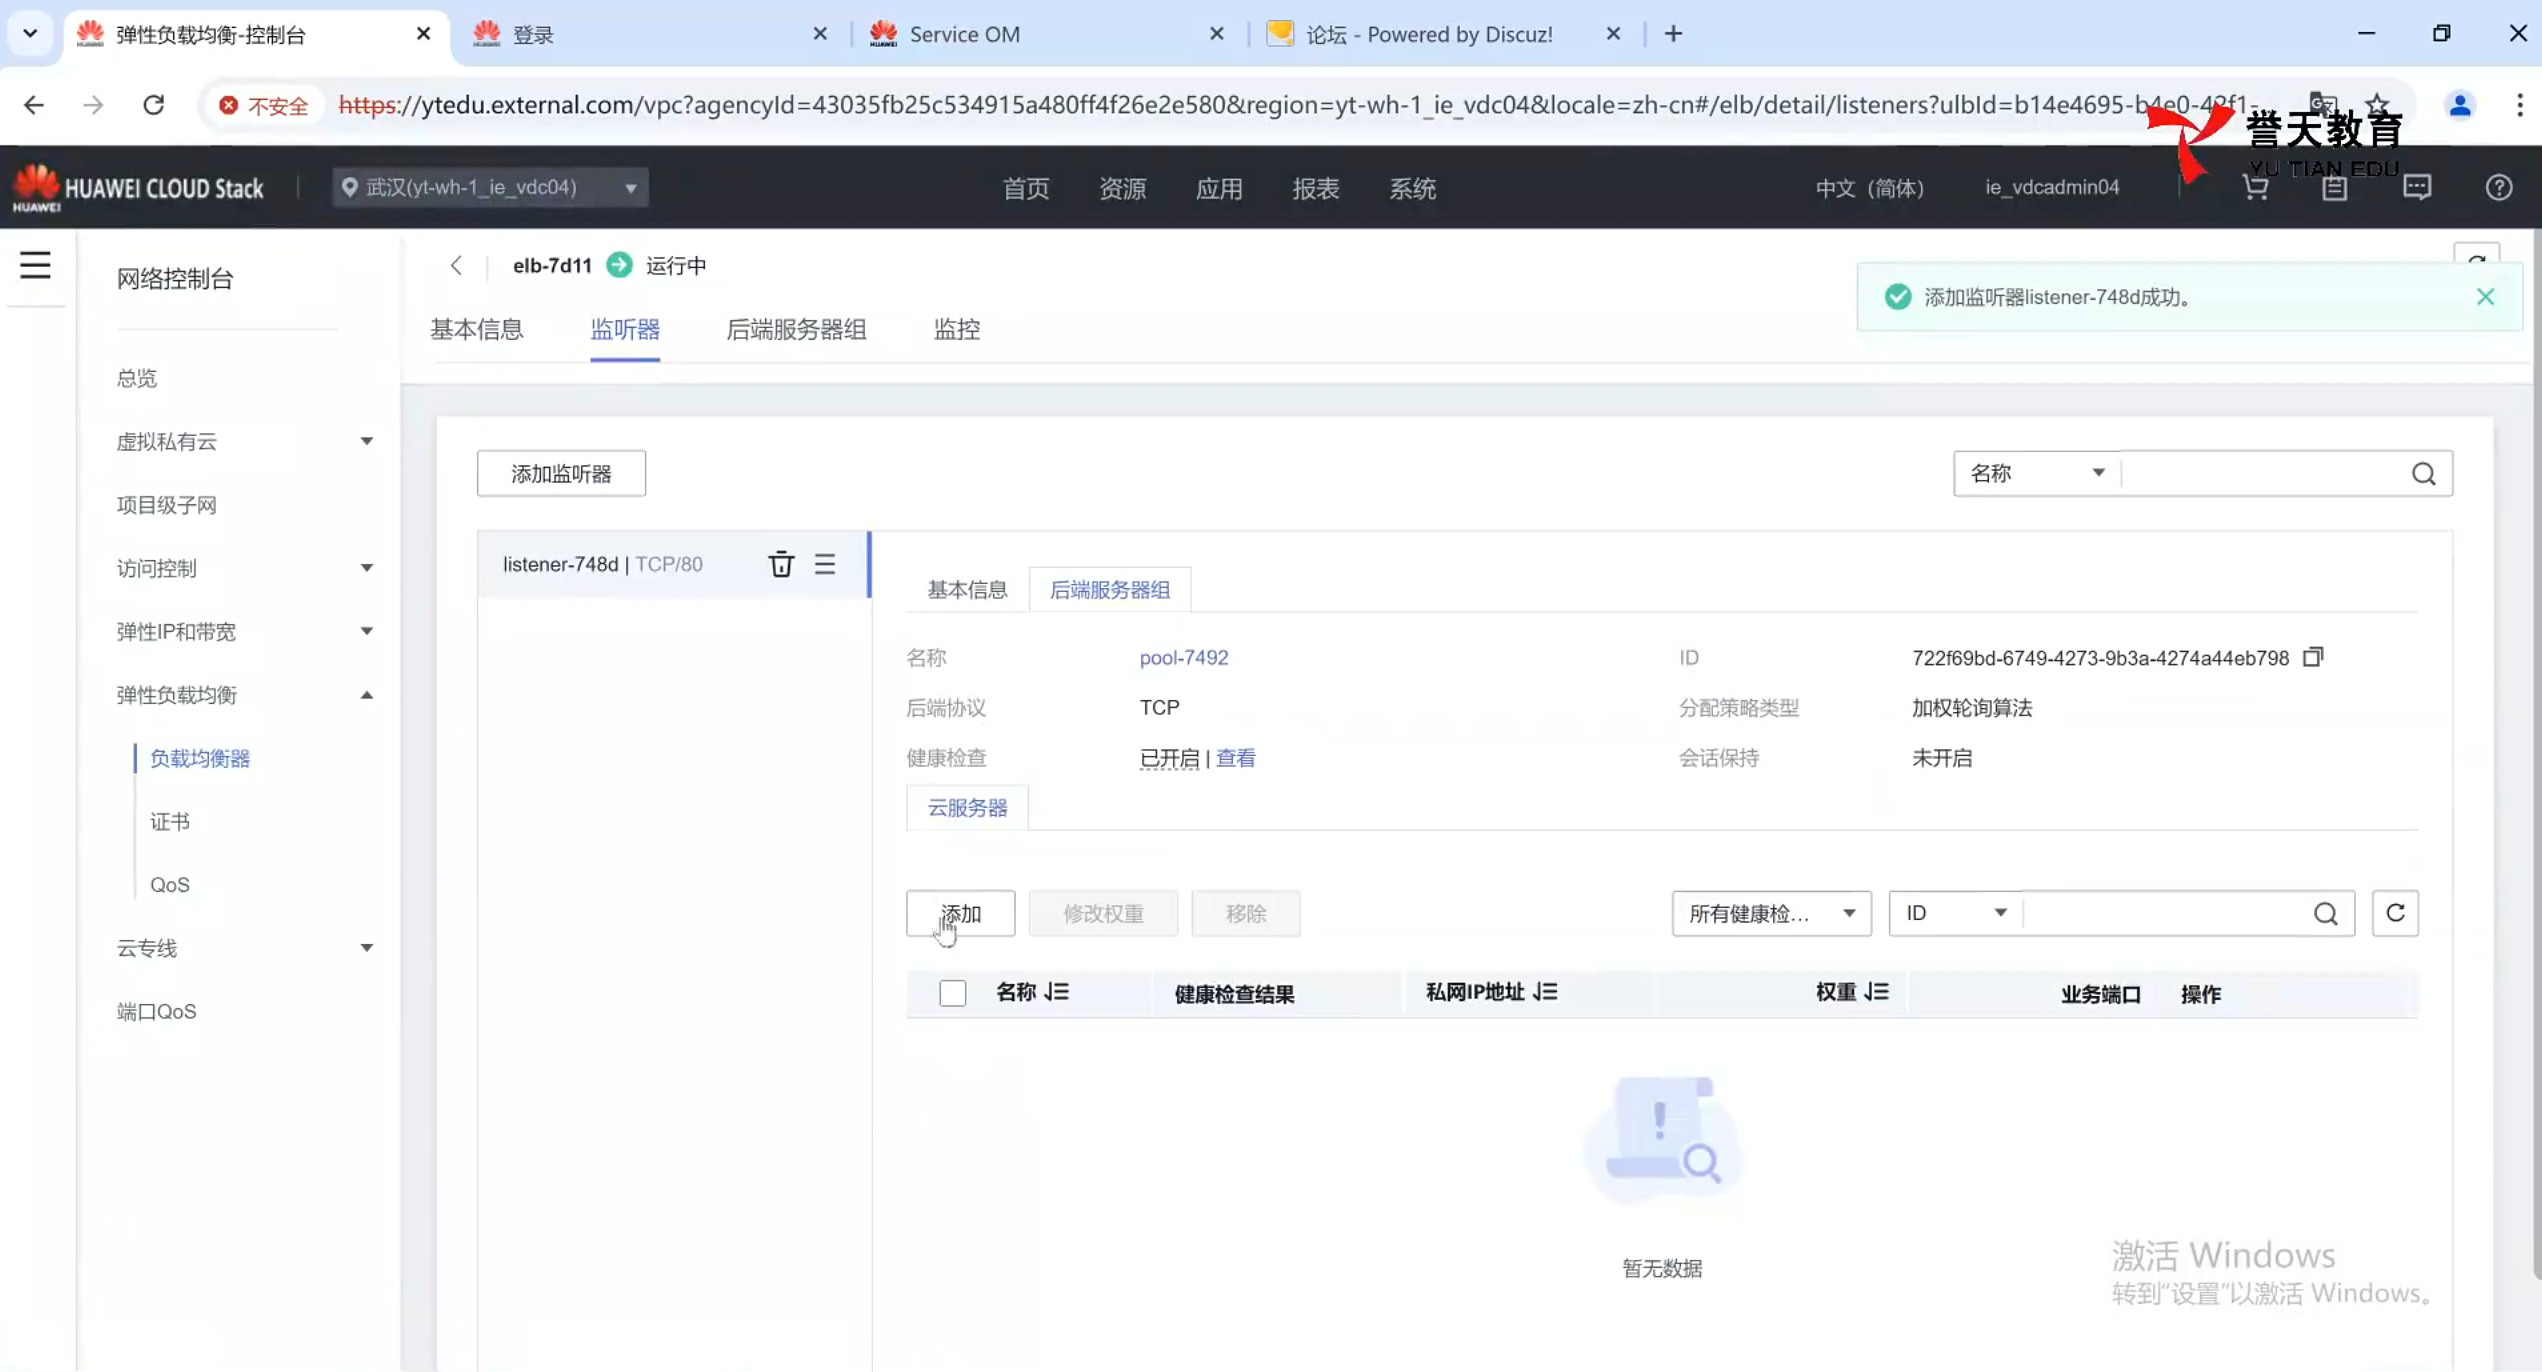 弹性负载均衡-控制台
登录
Service OM
论坛 - Powered by Discuz!
不安全
https://ytedu.external.com/vpc?agencyId=43035fb25c534915a480ff4f26e2e580&region=yt-wh-1_ie_vdc04&locale=zh-cn#/elb/detail/listeners?ulbId=b14e4695-b4e0-42f1-...
誉天教育
YU TIAN EDU
HUAWEI
HUAWEI CLOUD Stack
武汉(yt-wh-1_ie_vdc04)
首页
资源
应用
报表
系统
中文（简体）
ie_vdcadmin04
网络控制台
总览
虚拟私有云
项目级子网
访问控制
弹性IP和带宽
弹性负载均衡
负载均衡器
证书
QoS
云专线
端口QoS
elb-7d11
运行中
添加监听器listener-748d成功。
基本信息
监听器
后端服务器组
监控
添加监听器
名称
listener-748d | TCP/80
基本信息
后端服务器组
名称
pool-7492
ID
722f69bd-6749-4273-9b3a-4274a44eb798
后端协议
TCP
分配策略类型
加权轮询算法
健康检查
已开启 | 查看
会话保持
未开启
云服务器
添加
修改权重
移除
所有健康检...
ID
名称
健康检查结果
私网IP地址
权重
业务端口
操作
暂无数据
激活 Windows
转到“设置”以激活 Windows。